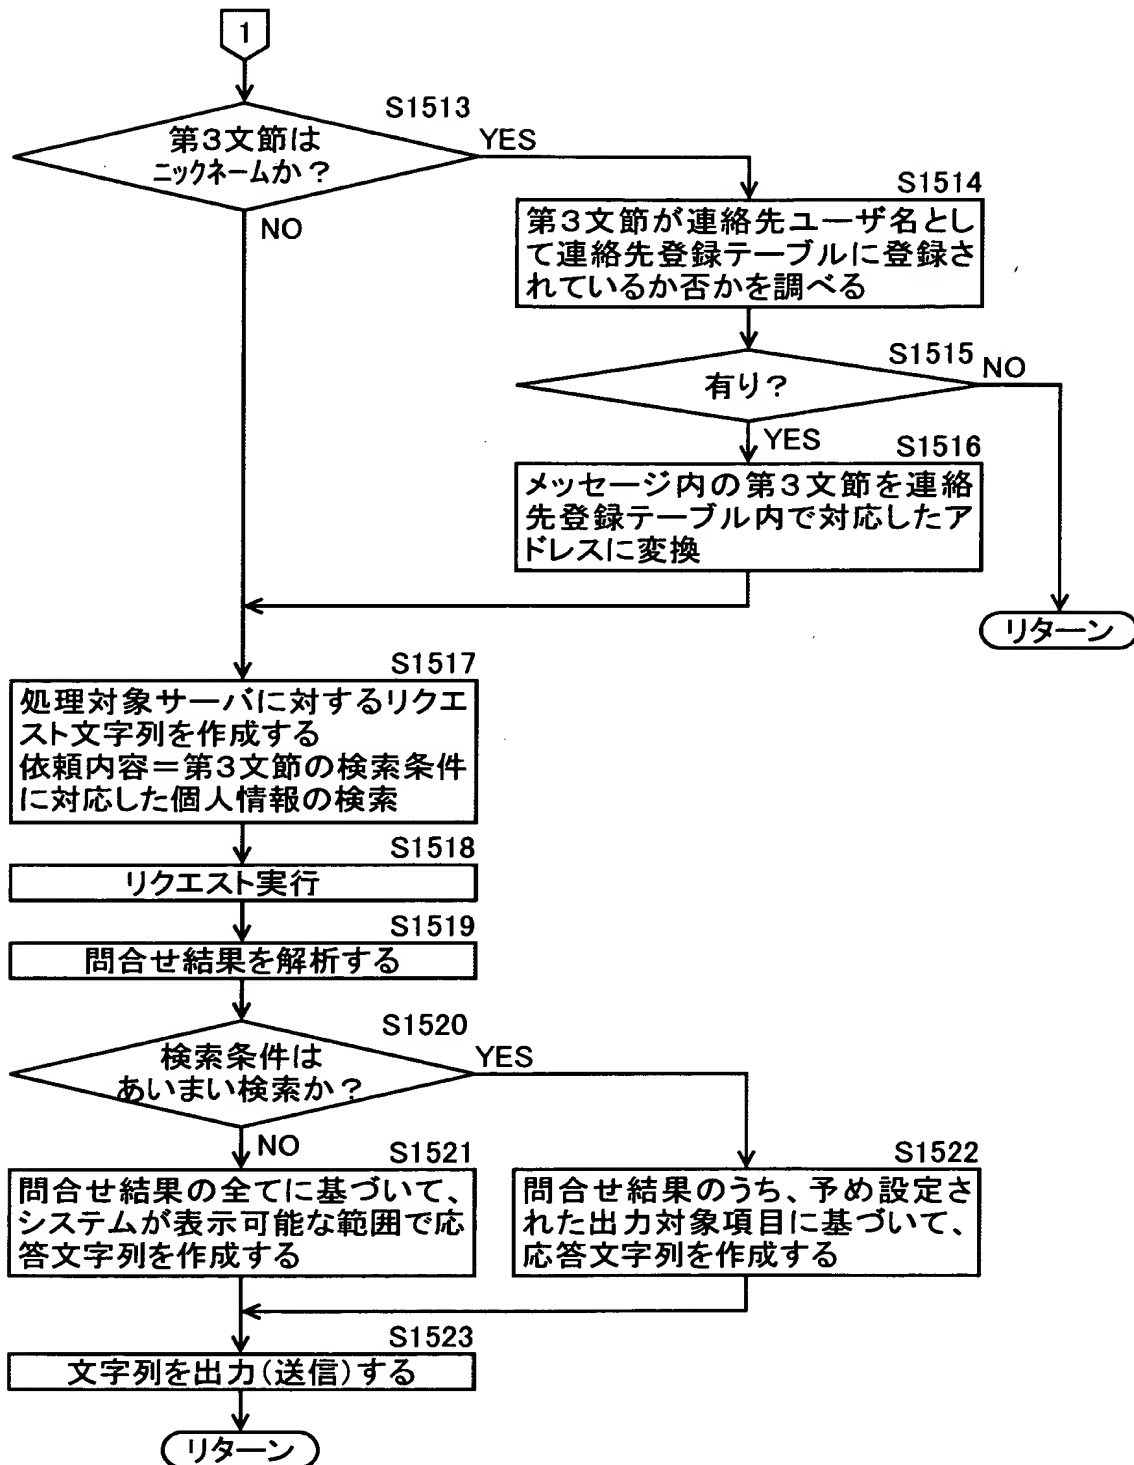 1
S1513
第3文節は
ニックネームか?
YES
NO
S1514
第3文節が連絡先ユーザ名とし
て連絡先登録テーブルに登録さ
れているか否かを調べる
S1515
有り?
NO
YES
S1516
メッセージ内の第3文節を連絡
先登録テーブル内で対応したア
ドレスに変換
リターン
S1517
処理対象サーバに対するリクエ
スト文字列を作成する
依頼内容=第3文節の検索条件
に対応した個人情報の検索
S1518
リクエスト実行
S1519
問合せ結果を解析する
S1520
検索条件は
あいまい検索か?
YES
NO
S1521
問合せ結果の全てに基づいて、
システムが表示可能な範囲で応
答文字列を作成する
S1522
問合せ結果のうち、予め設定さ
れた出力対象項目に基づいて、
応答文字列を作成する
S1523
文字列を出力(送信)する
リターン